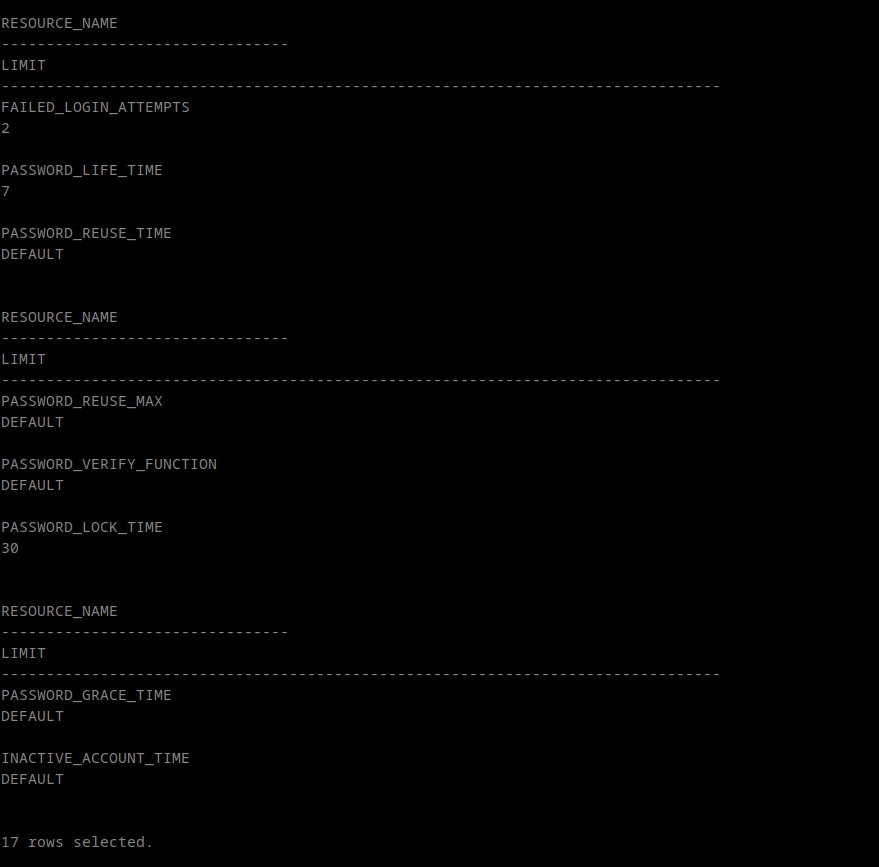 RESOURCE_NAME
--------------------------------
LIMIT
--------------------------------------------------------------------------------
FAILED_LOGIN_ATTEMPTS
2
PASSWORD_LIFE_TIME
7
PASSWORD_REUSE_TIME
DEFAULT
RESOURCE_NAME
--------------------------------
LIMIT
--------------------------------------------------------------------------------
PASSWORD_REUSE_MAX
DEFAULT
PASSWORD_VERIFY_FUNCTION
DEFAULT
PASSWORD_LOCK_TIME
30
RESOURCE_NAME
--------------------------------
LIMIT
--------------------------------------------------------------------------------
PASSWORD_GRACE_TIME
DEFAULT
INACTIVE_ACCOUNT_TIME
DEFAULT
17 rows selected.